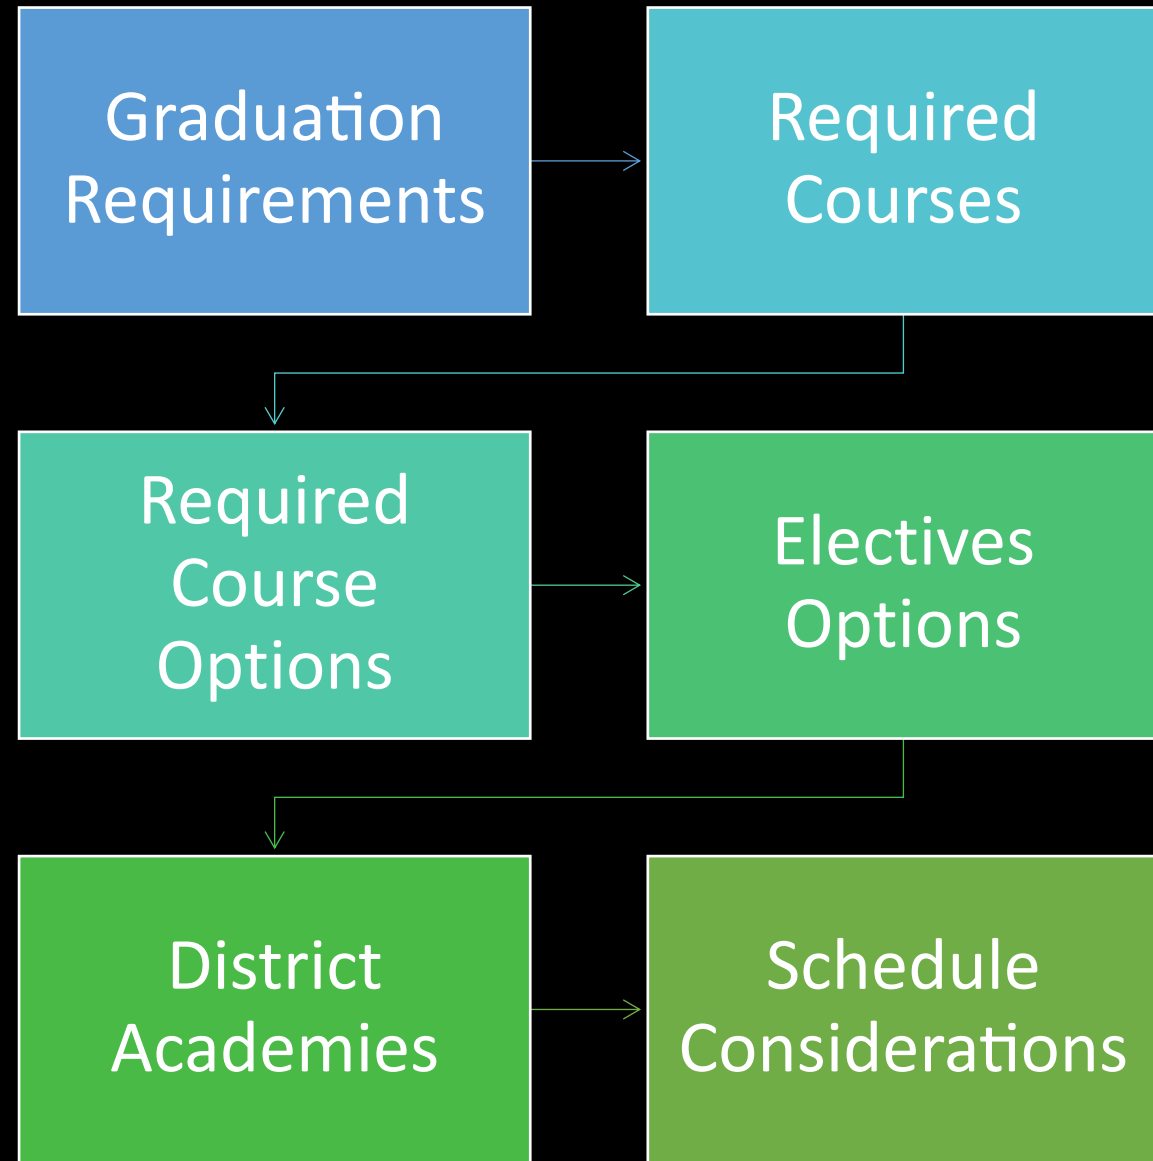 Graduation
Requirements
Required
Courses
Required
Course
Options
Electives
Options
District
Academies
Schedule
Considerations